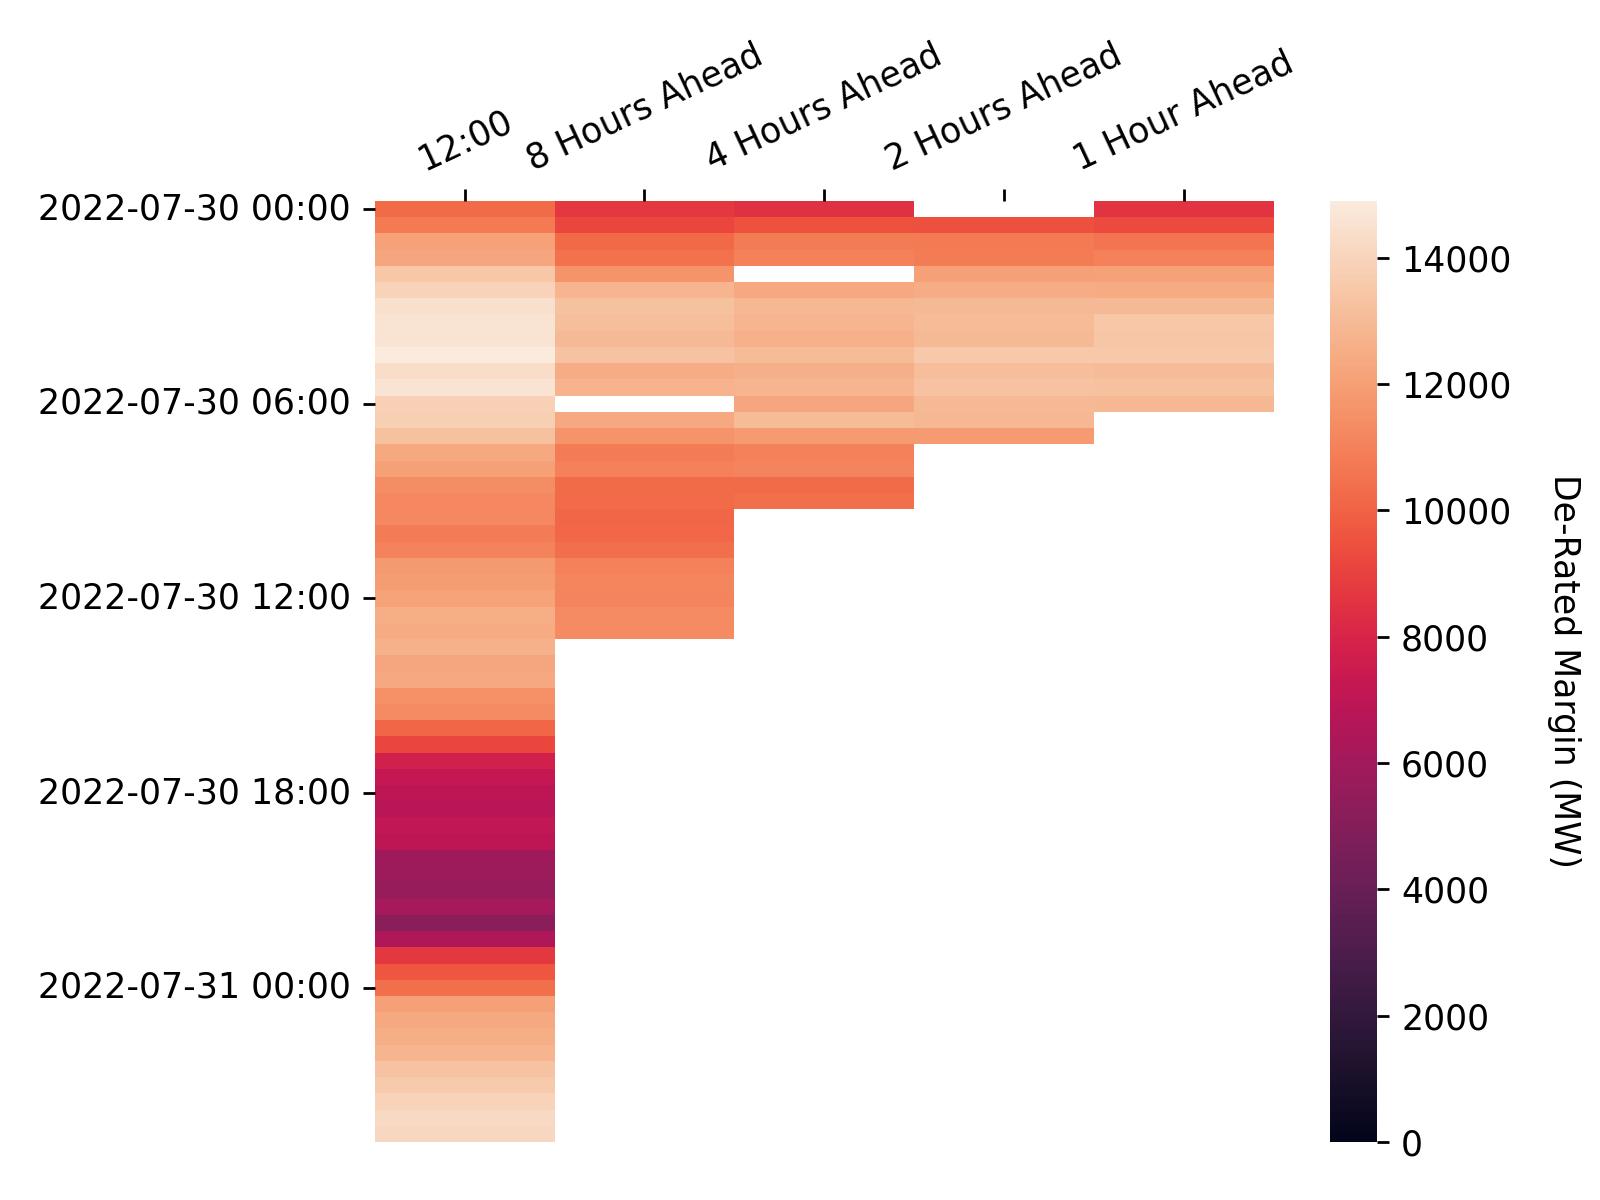 12:00
8 Hours Ahead
4 Hours Ahead
2 Hours Ahead
1 Hour Ahead
2022-07-30 00:00
2022-07-30 06:00
2022-07-30 12:00
2022-07-30 18:00
2022-07-31 00:00
14000
12000
10000
8000
6000
4000
2000
0
De-Rated Margin (MW)